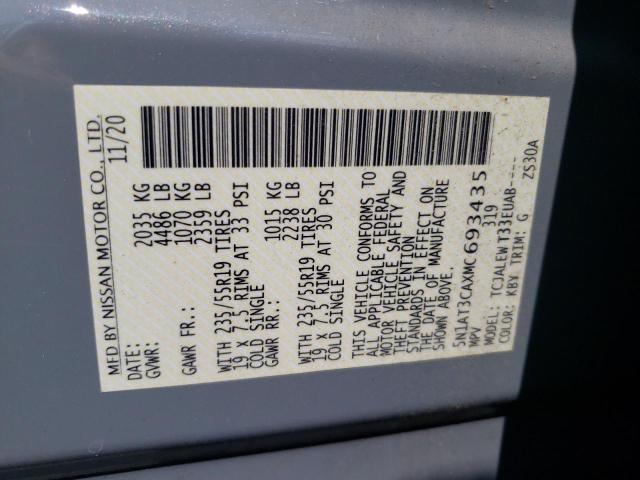 MFD BY NISSAN MOTOR CO., LTD.
DATE: 11/20
GVWR: 2035 KG
4486 LB
GAWR FR.: 1070 KG
2359 LB
WITH 235/55R19 TIRES
19 X 7.5 RIMS AT 33 PSI
COLD SINGLE
GAWR RR.: 1015 KG
2238 LB
WITH 235/55R19 TIRES
19 X 7.5 RIMS AT 30 PSI
COLD SINGLE
THIS VEHICLE CONFORMS TO
ALL APPLICABLE FEDERAL
MOTOR VEHICLE SAFETY AND
THEFT PREVENTION
STANDARDS IN EFFECT ON
THE DATE OF MANUFACTURE
SHOWN ABOVE.
5N1AT3CAXMC693435
MPV 319
MODEL: TCJALEWT33EUAB----
COLOR: KBY TRIM: G ZS30A